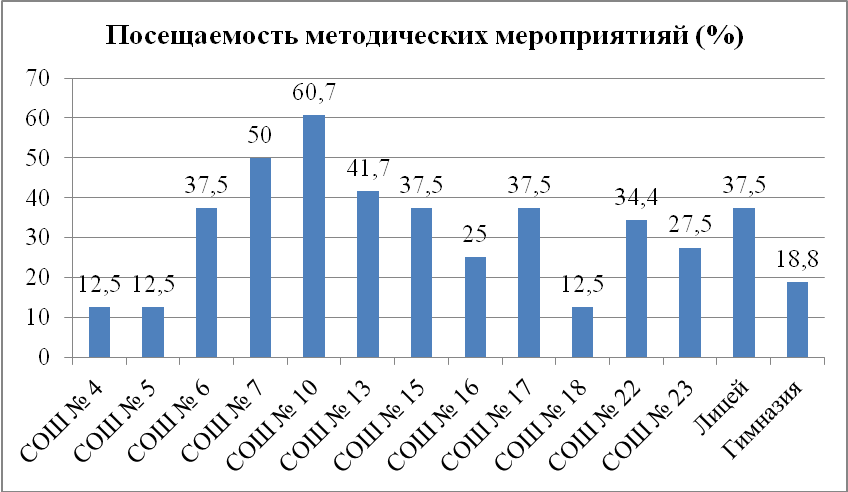 Посещаемость методических мероприятияй (%)
70
60
50
40
30
20
10
0
12,5
12,5
37,5
50
60,7
41,7
37,5
25
37,5
12,5
34,4
27,5
37,5
18,8
СОШ № 4
СОШ № 5
СОШ № 6
СОШ № 7
СОШ № 10
СОШ № 13
СОШ № 15
СОШ № 16
СОШ № 17
СОШ № 18
СОШ № 22
СОШ № 23
Лицей
Гимназия